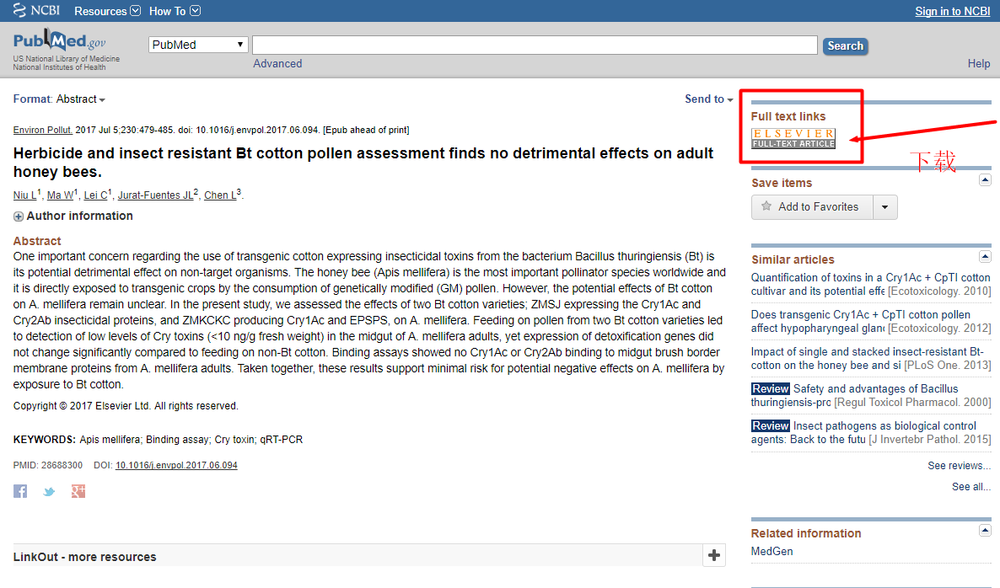 NCBI Resources How To Sign in to NCBI
PubMed.gov
US National Library of Medicine
National Institutes of Health
PubMed
Search
Advanced
Help
Format: Abstract
Send to
Environ Pollut. 2017 Jul 5;230:479-485. doi: 10.1016/j.envpol.2017.06.094. [Epub ahead of print]
Herbicide and insect resistant Bt cotton pollen assessment finds no detrimental effects on adult
honey bees.
Niu L1, Ma W1, Lei C1, Jurat-Fuentes JL2, Chen L3.
Author information
Abstract
One important concern regarding the use of transgenic cotton expressing insecticidal toxins from the bacterium Bacillus thuringiensis (Bt) is
its potential detrimental effect on non-target organisms. The honey bee (Apis mellifera) is the most important pollinator species worldwide and
it is directly exposed to transgenic crops by the consumption of genetically modified (GM) pollen. However, the potential effects of Bt cotton
on A. mellifera remain unclear. In the present study, we assessed the effects of two Bt cotton varieties; ZMSJ expressing the Cry1Ac and
Cry2Ab insecticidal proteins, and ZMKCKC producing Cry1Ac and EPSPS, on A. mellifera. Feeding on pollen from two Bt cotton varieties led
to detection of low levels of Cry toxins (<10 ng/g fresh weight) in the midgut of A. mellifera adults, yet expression of detoxification genes did
not change significantly compared to feeding on non-Bt cotton. Binding assays showed no Cry1Ac or Cry2Ab binding to midgut brush border
membrane proteins from A. mellifera adults. Taken together, these results support minimal risk for potential negative effects on A. mellifera by
exposure to Bt cotton.
Copyright © 2017 Elsevier Ltd. All rights reserved.
KEYWORDS: Apis mellifera; Binding assay; Cry toxin; qRT-PCR
PMID: 28688300 DOI: 10.1016/j.envpol.2017.06.094
LinkOut - more resources
Full text links
ELSEVIER
FULL-TEXT ARTICLE
下载
Save items
Add to Favorites
Similar articles
Quantification of toxins in a Cry1Ac + CpTI cotton
cultivar and its potential effe [Ecotoxicology. 2010]
Does transgenic Cry1Ac + CpTI cotton pollen
affect hypopharyngeal gland [Ecotoxicology. 2012]
Impact of single and stacked insect-resistant Bt-
cotton on the honey bee and si [PLoS One. 2013]
Review Safety and advantages of Bacillus
thuringiensis-prc [Regul Toxicol Pharmacol. 2000]
Review Insect pathogens as biological control
agents: Back to the futu [J Invertebr Pathol. 2015]
See reviews...
See all...
Related information
MedGen